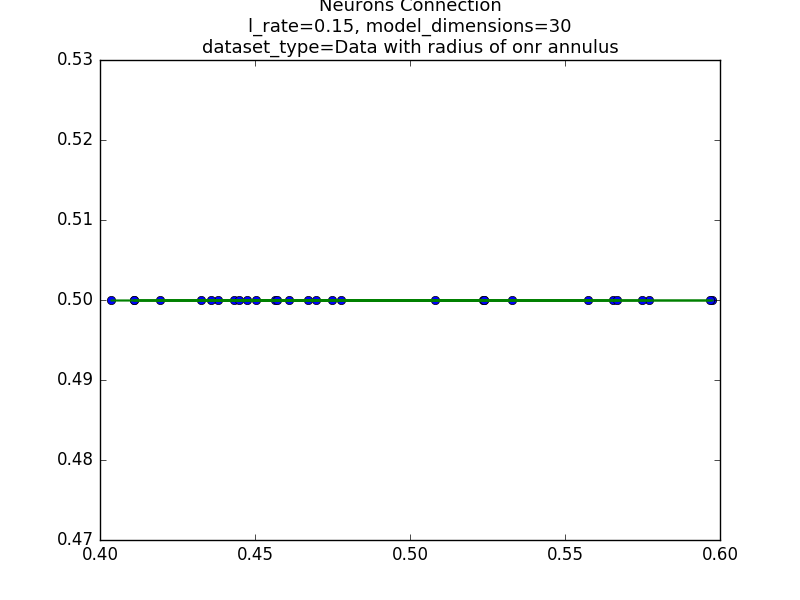 Neurons Connection
l_rate=0.15, model_dimensions=30
dataset_type=Data with radius of onr annulus
0.53
0.52
0.51
0.50
0.49
0.48
0.47
0.40 0.45 0.50 0.55 0.60